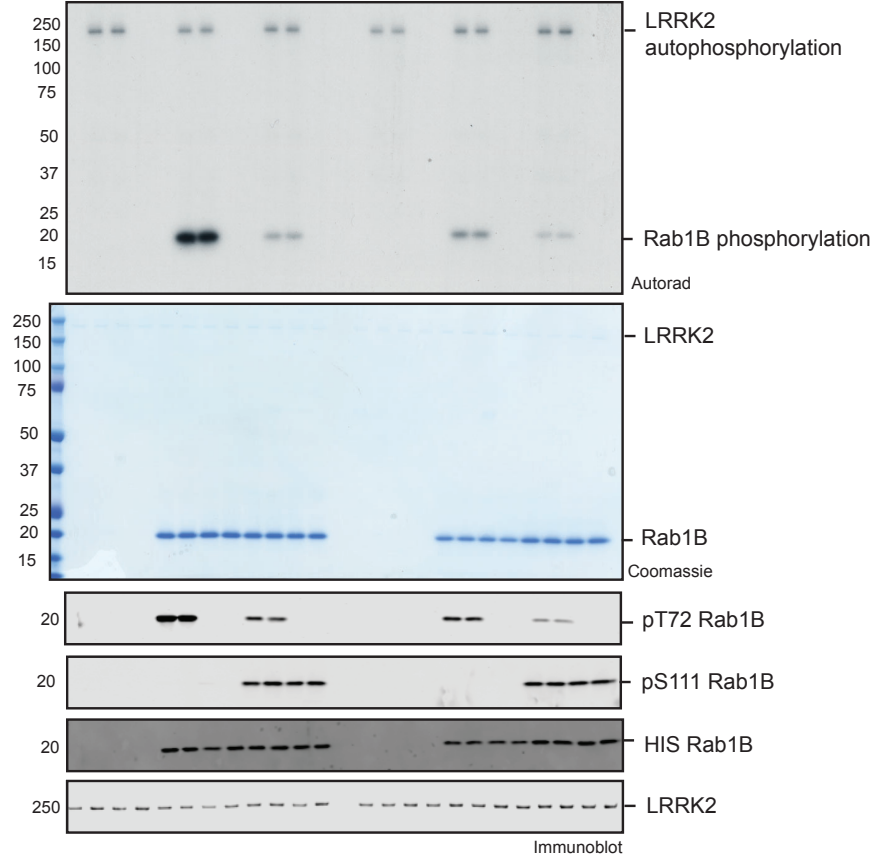 250
150
100
75
50
37
25
20
15
LRRK2
autophosphorylation
Rab1B phosphorylation
Autorad
250
150
100
75
50
37
25
20
15
LRRK2
Rab1B
Coomassie
20
pT72 Rab1B
20
pS111 Rab1B
20
HIS Rab1B
250
LRRK2
Immunoblot